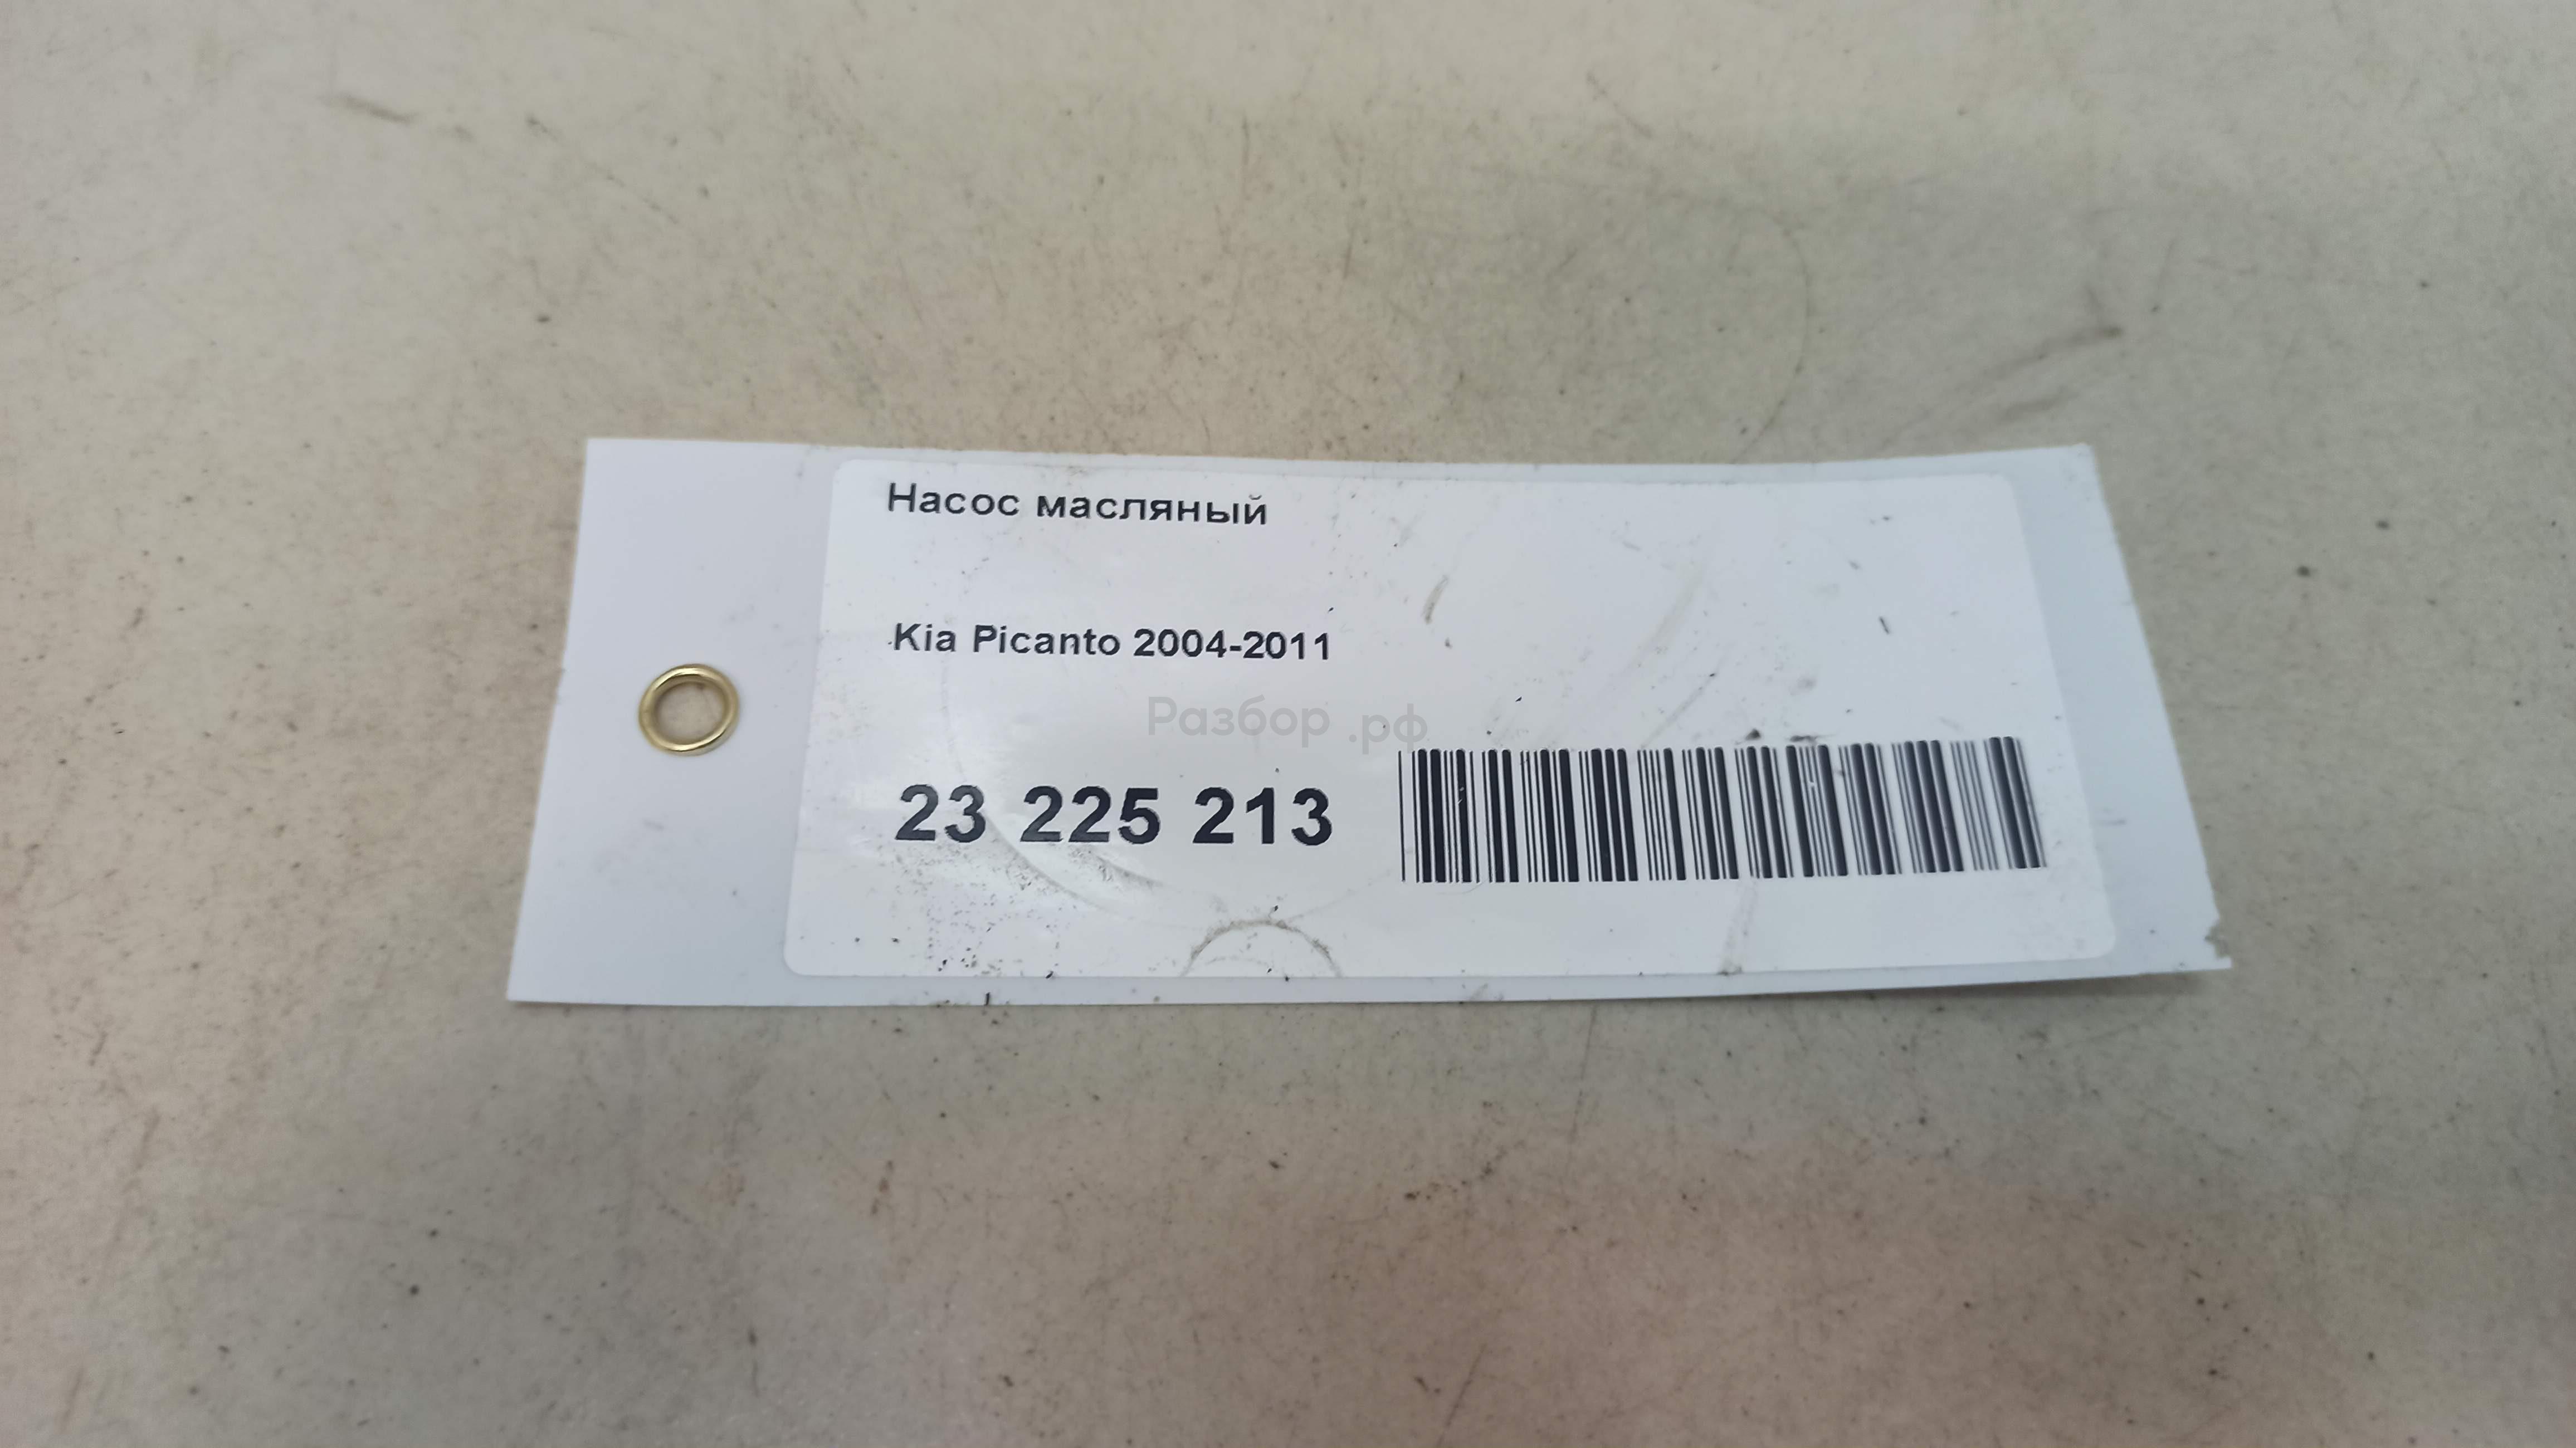 Насос масляный
Kia Picanto 2004-2011
Разбор.рф
23 225 213